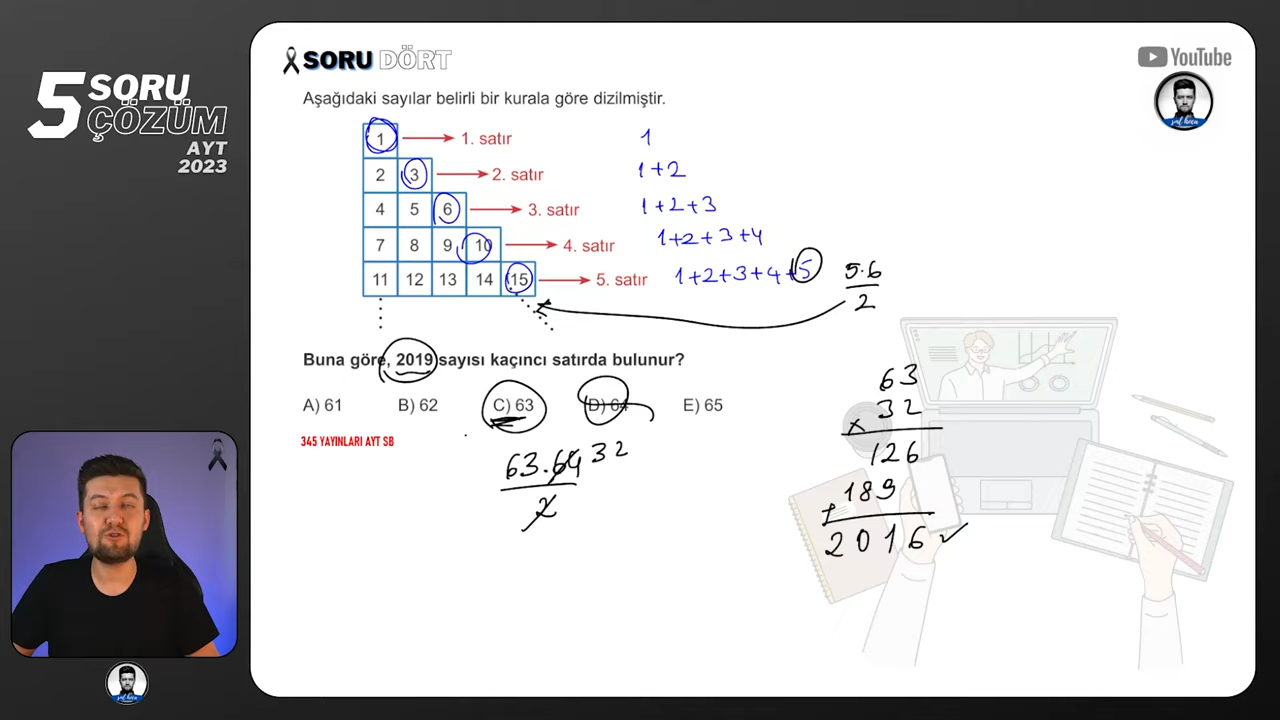 5 SORU
ÇÖZÜM
AYT
2023
SORU DÖRT
YouTube
Aşağıdaki sayılar belirli bir kurala göre dizilmiştir.
1 1. satır 1
2 3 2. satır 1+2
4 5 6 3. satır 1+2+3
7 8 9 10 4. satır 1+2+3+4
11 12 13 14 15 5. satır 1+2+3+4+5
5.6
2
Buna göre, 2019 sayısı kaçıncı satırda bulunur?
A) 61 B) 62 C) 63 D) 64 E) 65
345 YAYINLARI AYT SB
63.64 32
2
63
32
x
126
189
+
2016